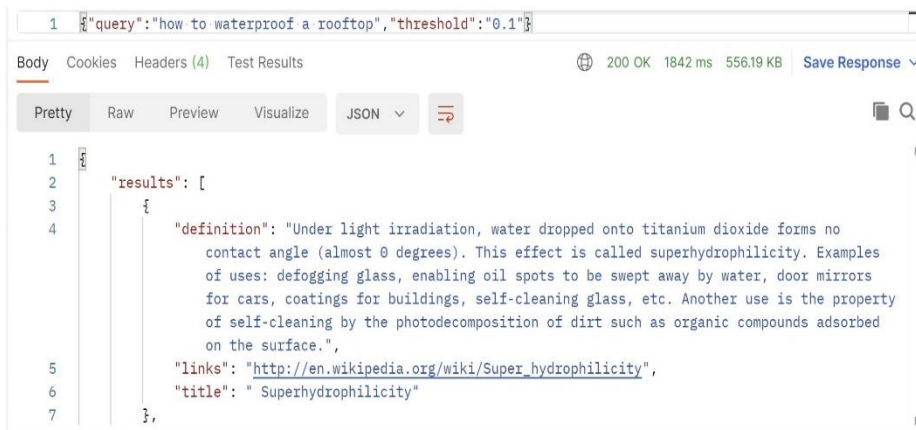 1 {"query":"how to waterproof a rooftop","threshold":"0.1"}
Body Cookies Headers (4) Test Results 200 OK 1842 ms 556.19 KB Save Response
Pretty Raw Preview Visualize JSON
1 {
2 "results": [
3 {
4 "definition": "Under light irradiation, water dropped onto titanium dioxide forms no
contact angle (almost 0 degrees). This effect is called superhydrophilicity. Examples
of uses: defogging glass, enabling oil spots to be swept away by water, door mirrors
for cars, coatings for buildings, self-cleaning glass, etc. Another use is the property
of self-cleaning by the photodecomposition of dirt such as organic compounds adsorbed
on the surface.",
5 "links": "http://en.wikipedia.org/wiki/Super_hydrophilicity",
6 "title": " Superhydrophilicity"
7 },